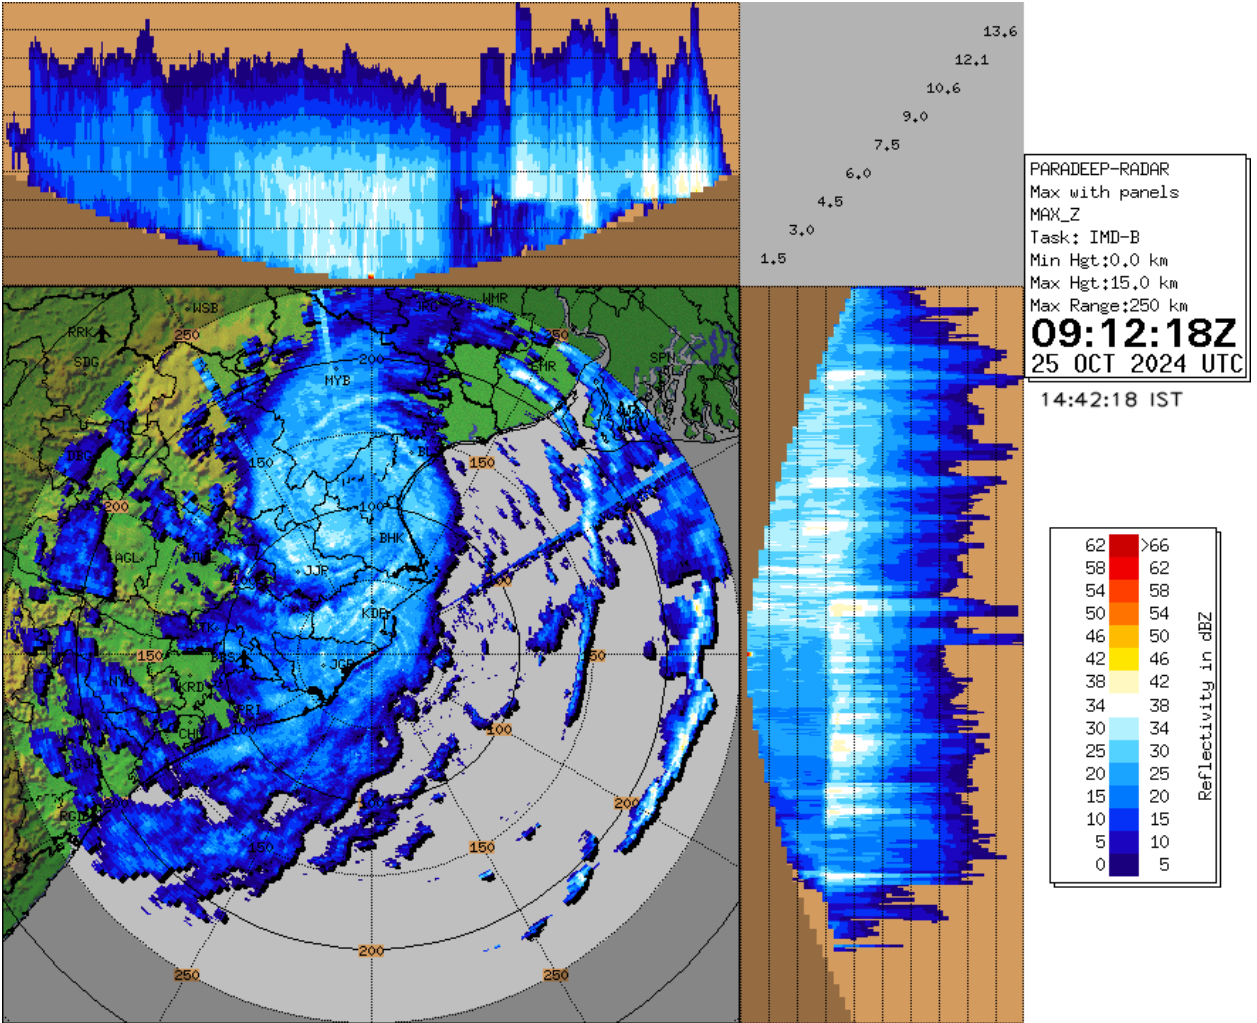 13.6
12.1
10.6
9.0
7.5
6.0
4.5
3.0
1.5
PARADEEP-RADAR
Max with panels
MAX_Z
Task: IMD-B
Min Hgt:0.0 km
Max Hgt:15.0 km
Max Range:250 km
09:12:18Z
25 OCT 2024 UTC
14:42:18 IST
WSB
WMR
RRK
250
SDG
200
MYB
EMR
SPN
150
150
200
100
BHK
AGL
JJP
KDP
150
JGP
KRD
50
100
100
200
150
150
200
250
250
62 >66
58 62
54 58
50 54
46 50
42 46
38 42
34 38
30 34
25 30
20 25
15 20
10 15
5 10
0 5
Reflectivity in dBZ